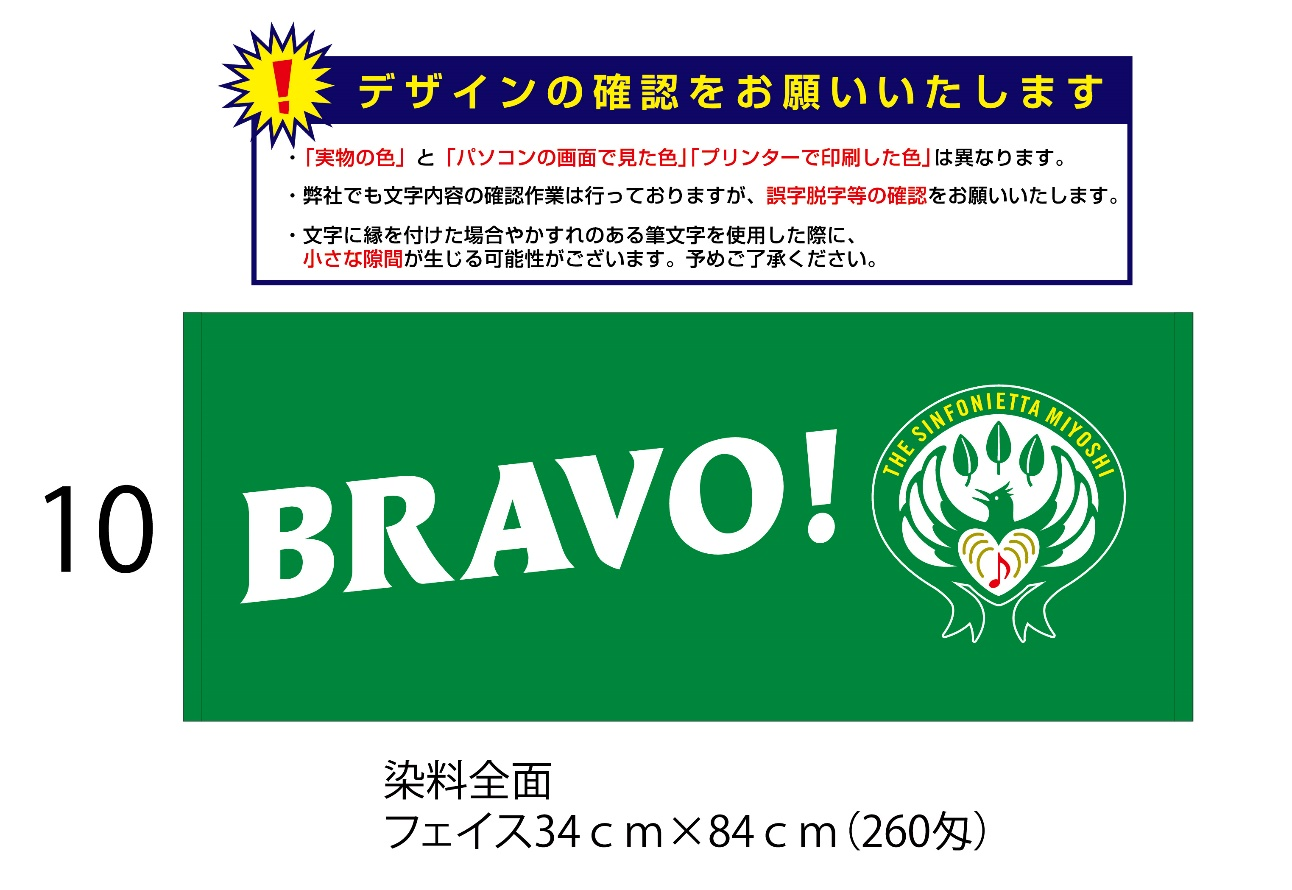 !
デザインの確認をお願いいたします
・「実物の色」と「パソコンの画面で見た色」「プリンターで印刷した色」は異なります。
・弊社でも文字内容の確認作業は行っておりますが、誤字脱字等の確認をお願いいたします。
・文字に縁を付けた場合やかすれのある筆文字を使用した際に、
小さな隙間が生じる可能性がございます。予めご了承ください。
10
BRAVO!
THE SINFONIETTA MIYOSHI
染料全面
フェイス34ｃｍ×84ｃｍ（260匁）